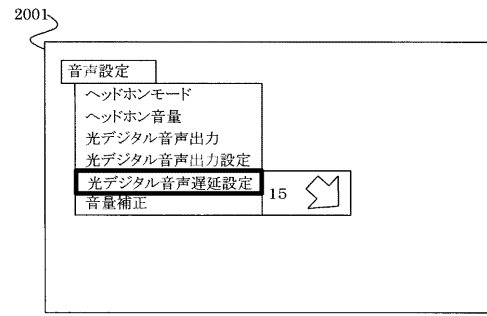 2001
音声設定
ヘッドホンモード
ヘッドホン音量
光デジタル音声出力
光デジタル音声出力設定
光デジタル音声遅延設定 15
音量補正